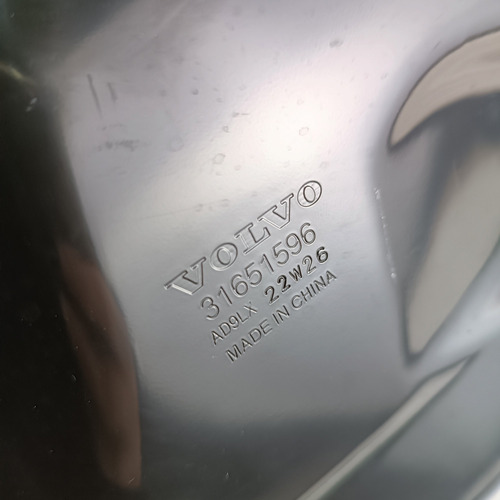 VOLVO
31651596
AD9LX 22W26
MADE IN CHINA